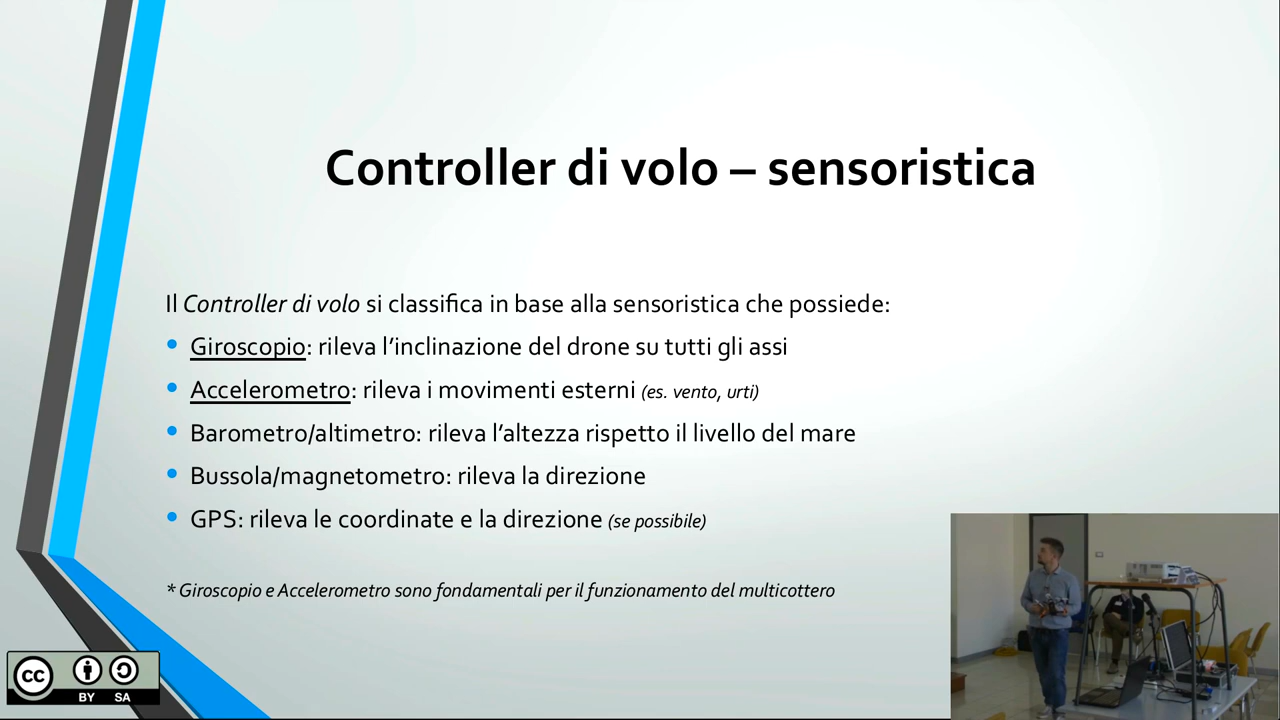 Controller di volo – sensoristica
Il Controller di volo si classifica in base alla sensoristica che possiede:
• Giroscopio: rileva l’inclinazione del drone su tutti gli assi
• Accelerometro: rileva i movimenti esterni (es. vento, urti)
• Barometro/altimetro: rileva l’altezza rispetto il livello del mare
• Bussola/magnetometro: rileva la direzione
• GPS: rileva le coordinate e la direzione (se possibile)
* Giroscopio e Accelerometro sono fondamentali per il funzionamento del multicottero
cc
BY SA